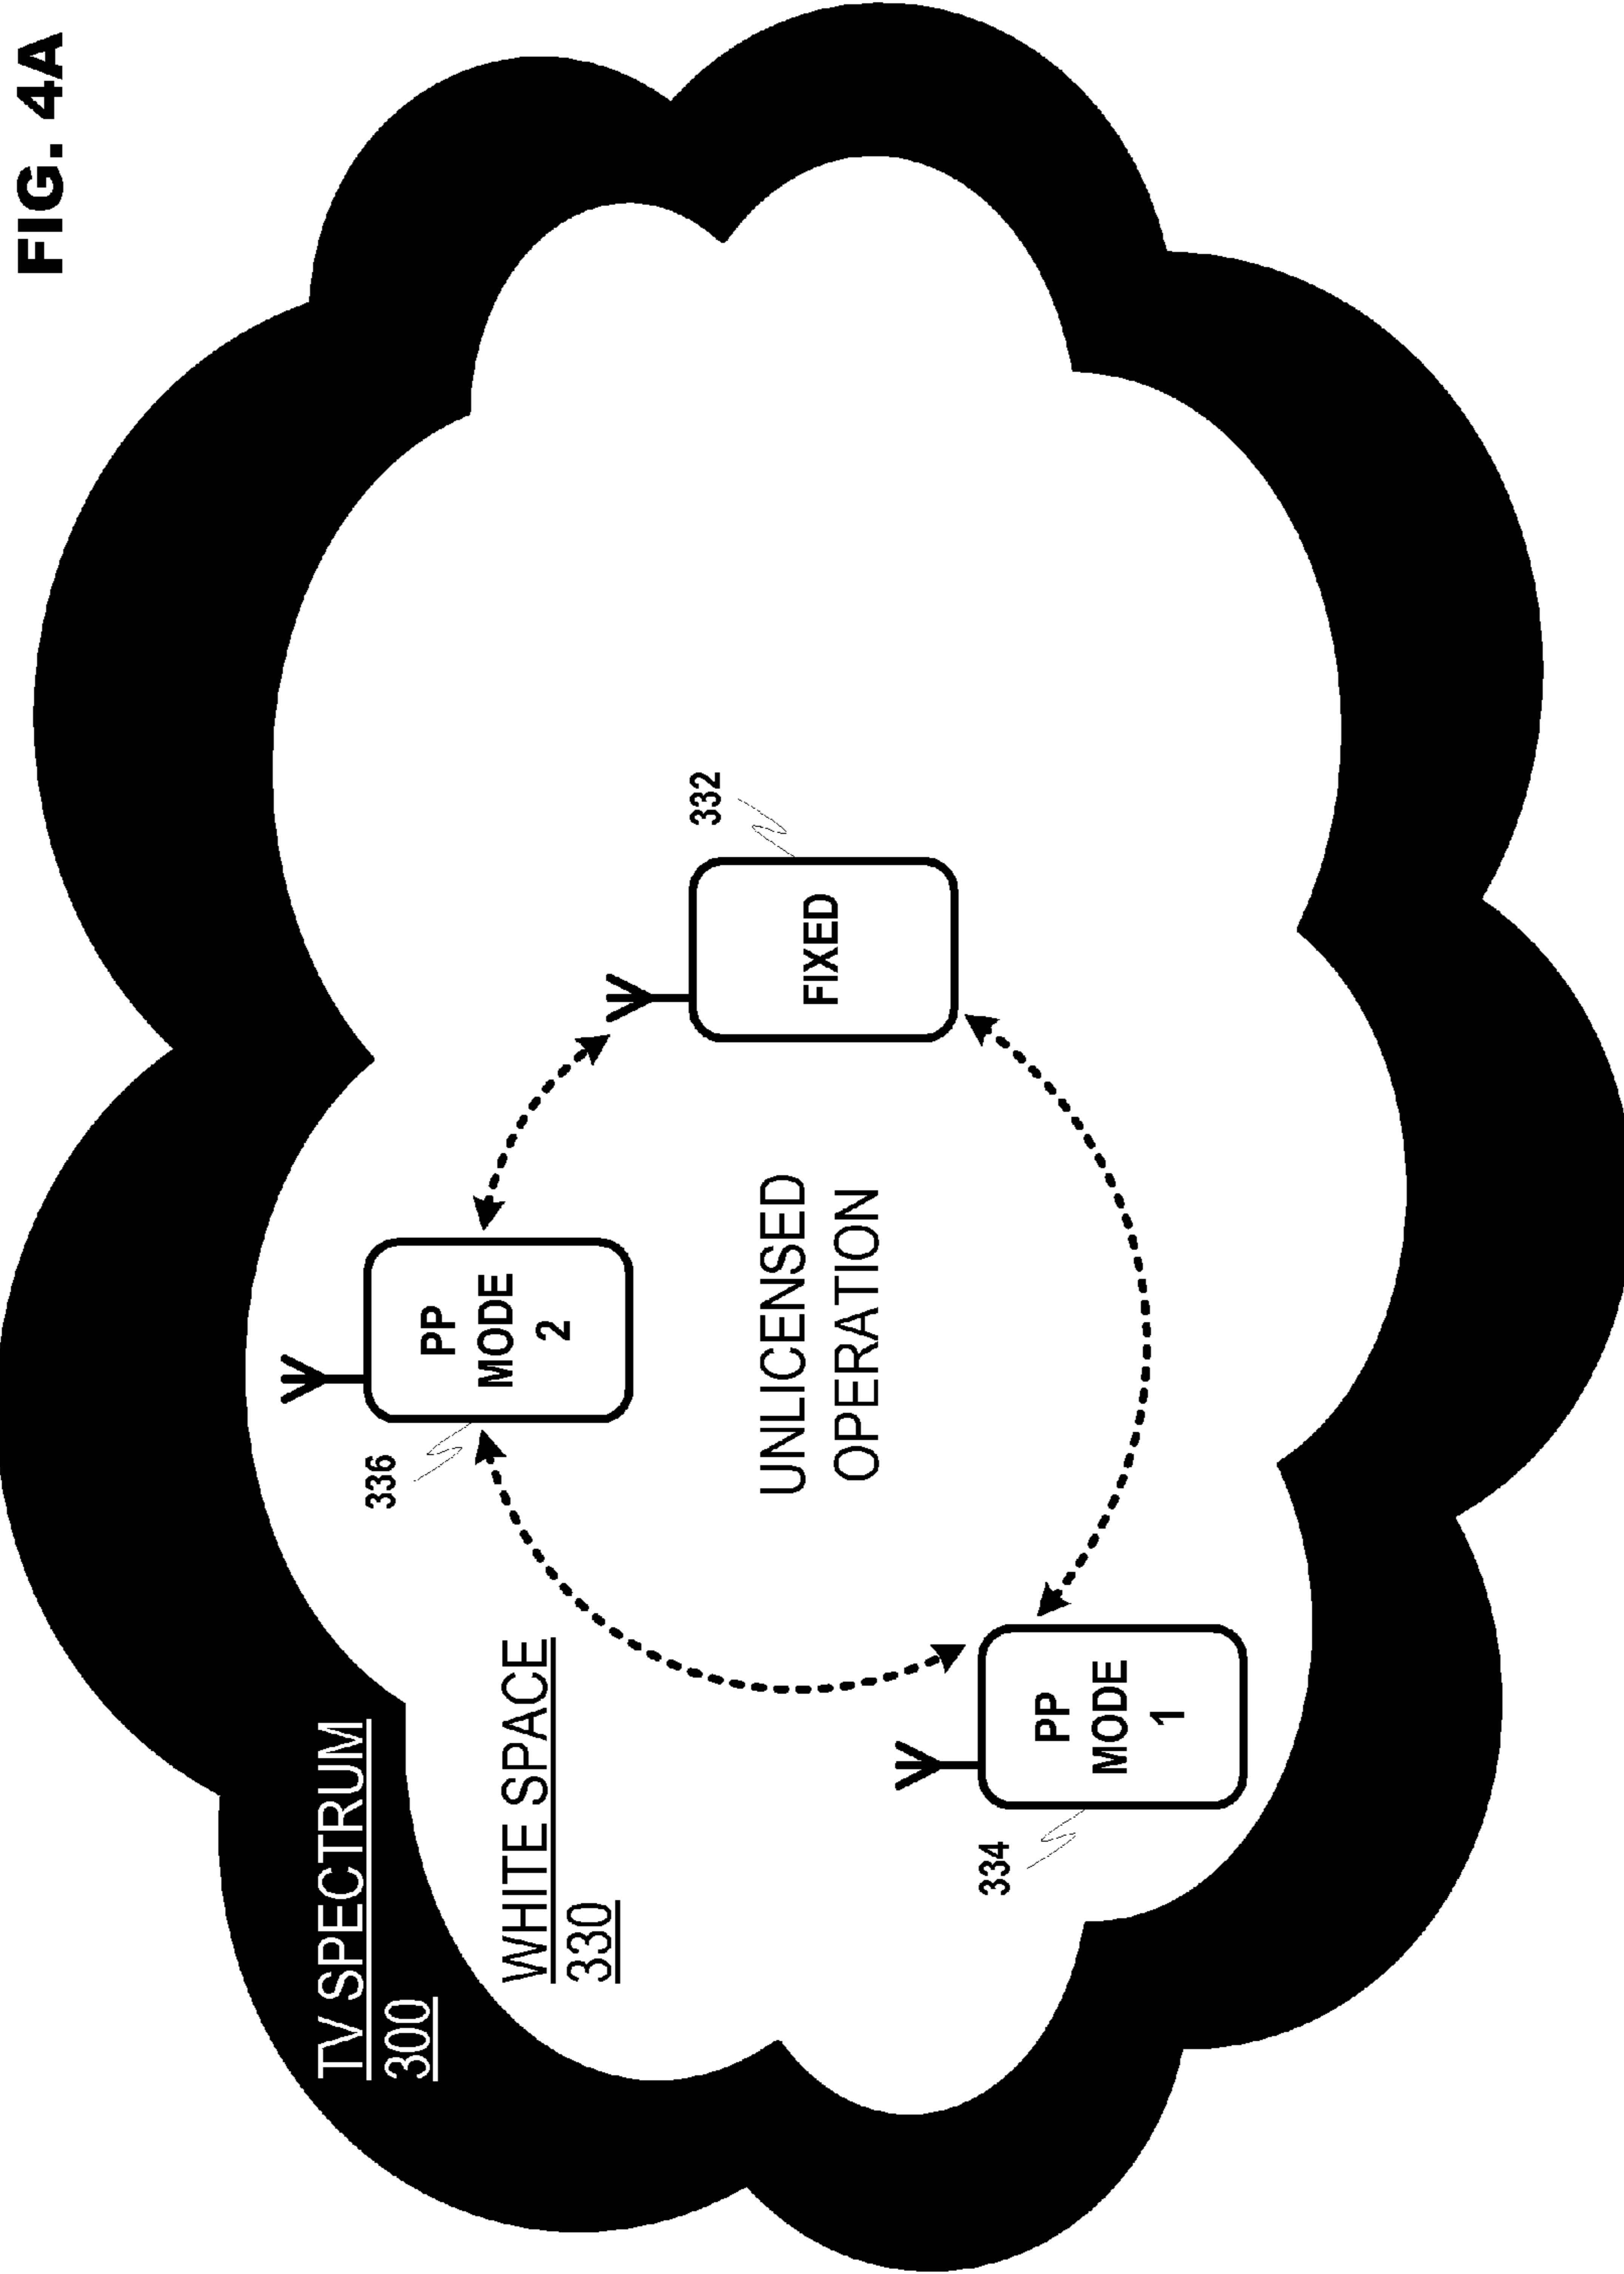 FIG. 4A
TV SPECTRUM
300
WHITE SPACE
330
336
PP
MODE
2
332
FIXED
UNLICENSED
OPERATION
334
PP
MODE
1